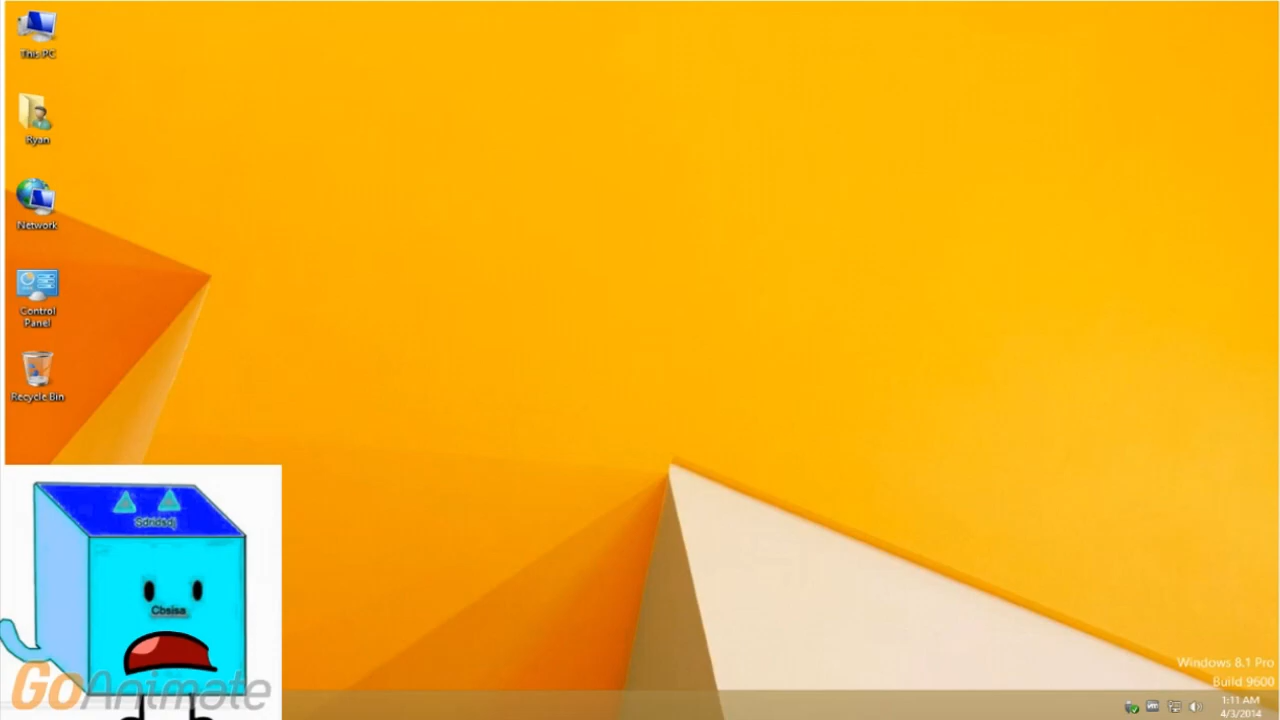 This PC
Ryan
Network
Control
Panel
Recycle Bin
Cbsisa
GoAnimate
Windows 8.1 Pro
Build 9600
1:11 AM
4/3/2014